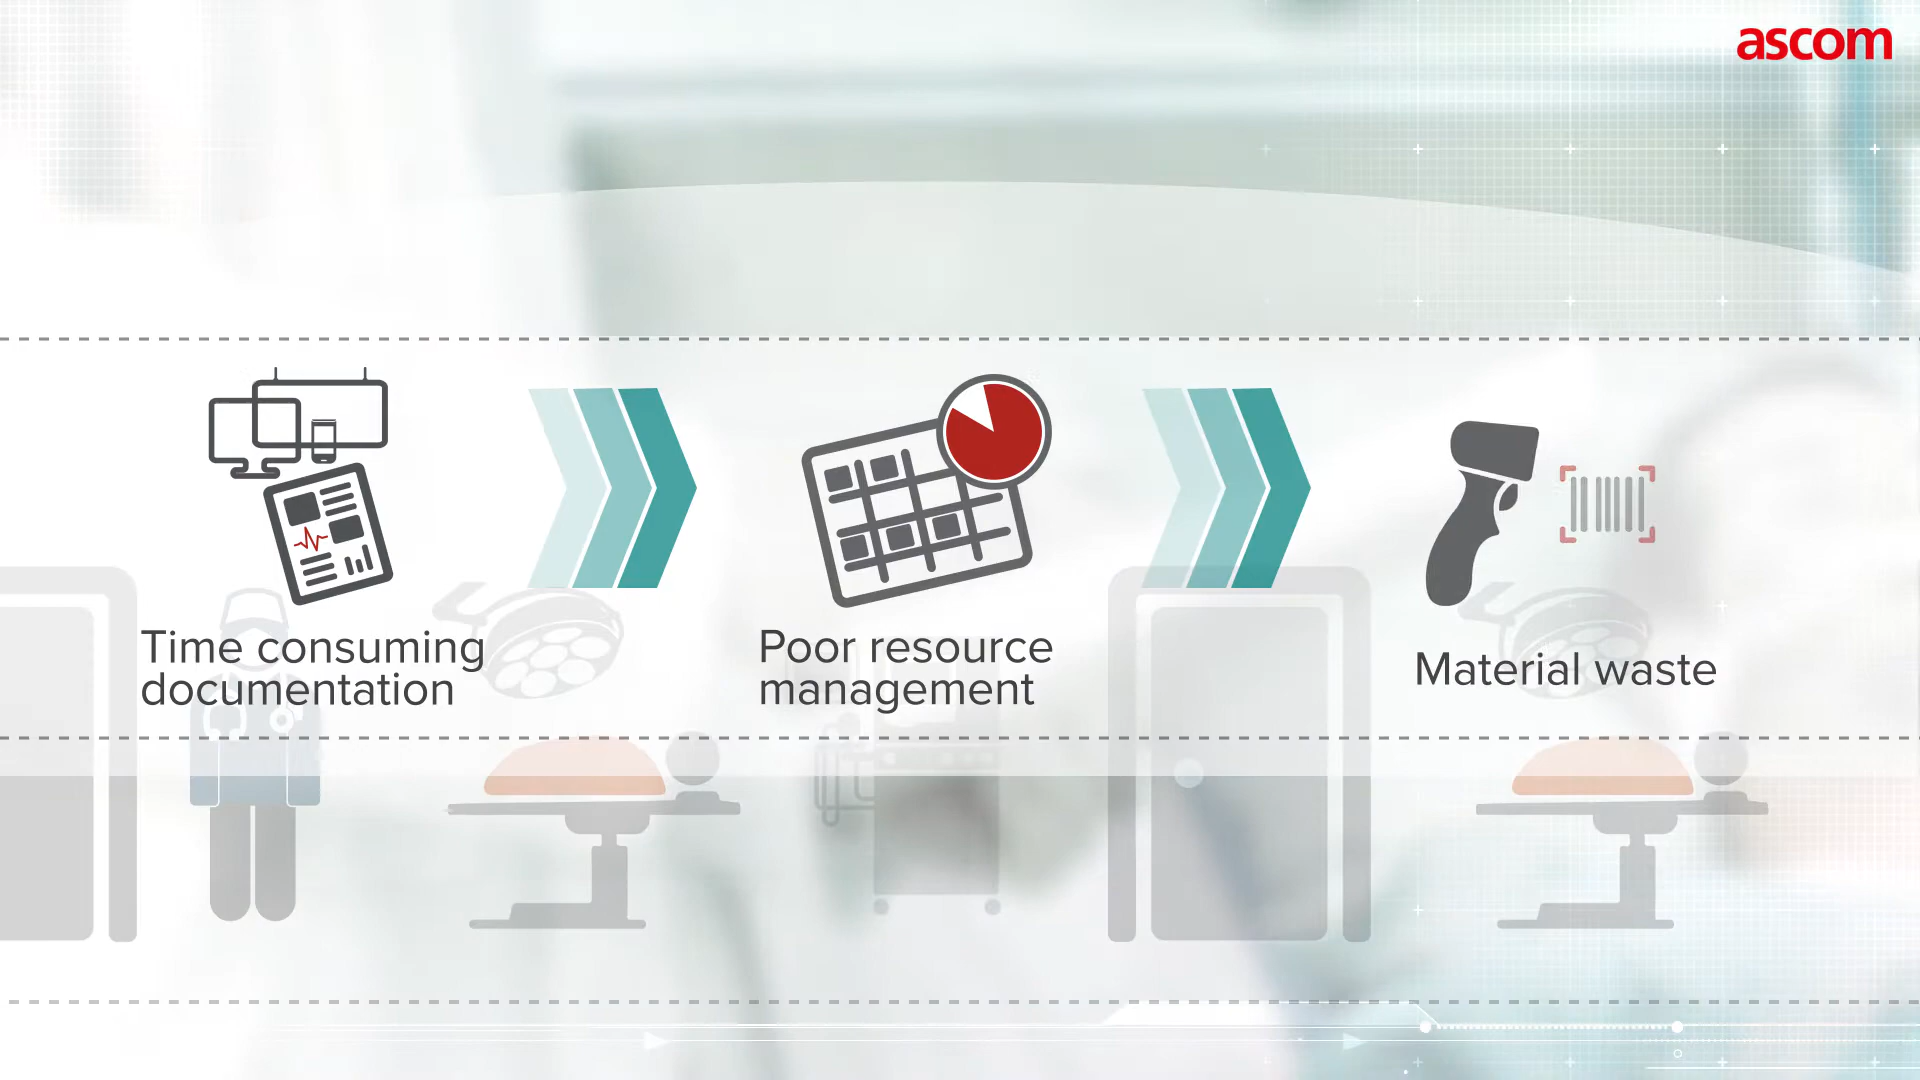 ascom
Time consuming
documentation
Poor resource
management
Material waste